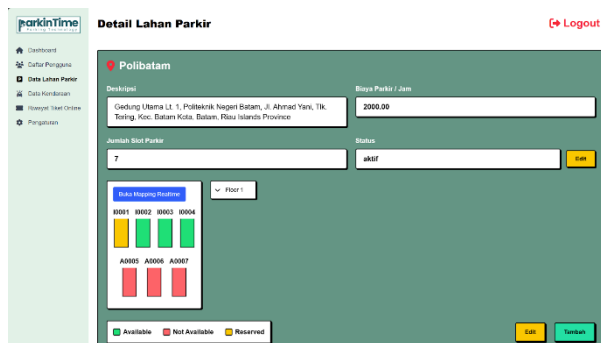 ParkinTime
Parking Technology
Detail Lahan Parkir
Logout
Dashboard
Daftar Pengguna
Data Lahan Parkir
Data Kendaraan
Riwayat Tiket Online
Pengaturan
Polibatam
Deskripsi
Biaya Parkir / Jam
Gedung Utama Lt. 1, Politeknik Negeri Batam, Jl. Ahmad Yani, Tlk.
Tering, Kec. Batam Kota, Batam, Riau Islands Province
2000.00
Jumlah Slot Parkir
Status
7
aktif
Edit
Buka Mapping Realtime
Floor 1
I0001 I0002 I0003 I0004
A0005 A0006 A0007
Available Not Available Reserved
Edit
Tambah